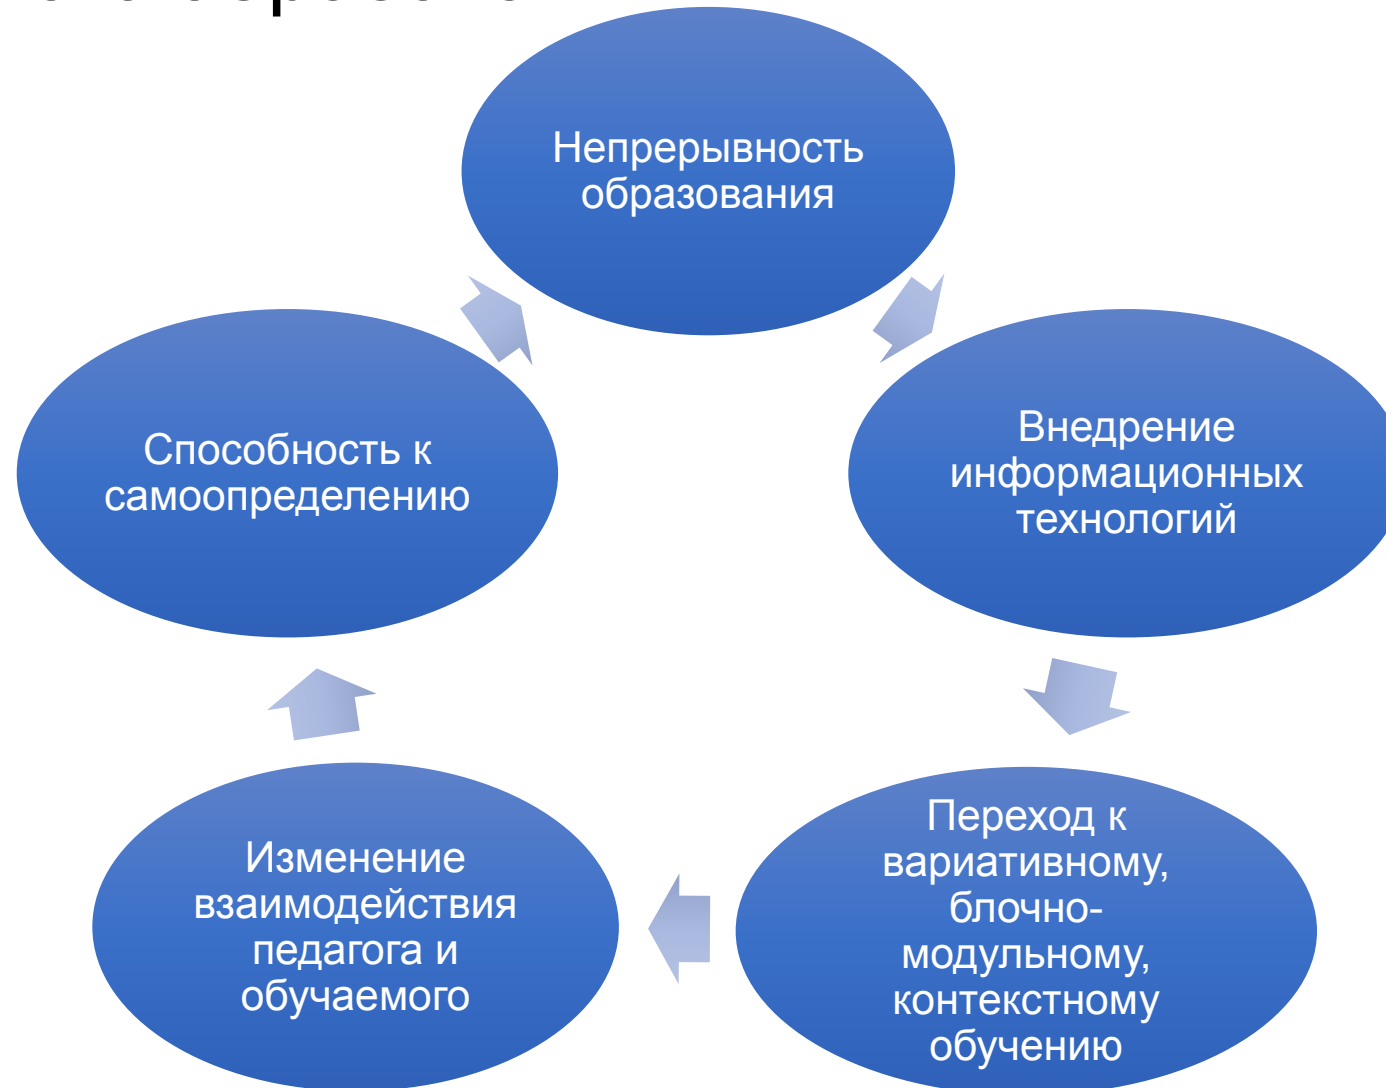 Непрерывность
образования
Внедрение
информационных
технологий
Переход к
вариативному,
блочно-
модульному,
контекстному
обучению
Изменение
взаимодействия
педагога и
обучаемого
Способность к
самоопределению